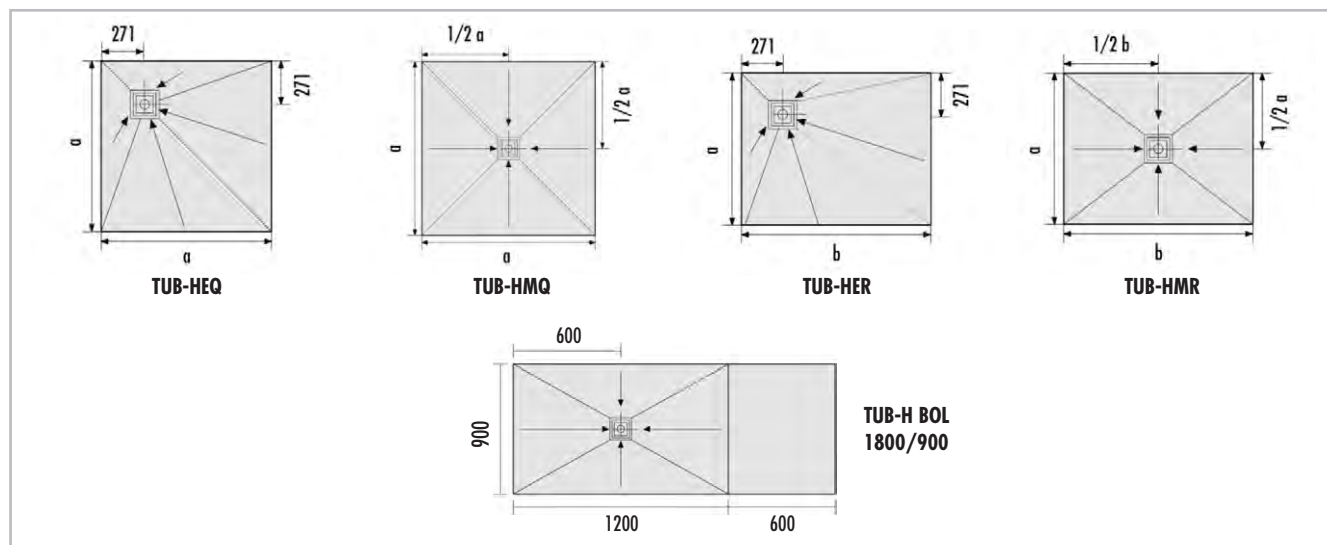 271
271
a
a
TUB-HEQ
1/2 a
1/2 a
a
a
TUB-HMQ
271
271
a
b
TUB-HER
1/2 b
1/2 a
a
b
TUB-HMR
600
900
1200
600
TUB-H BOL
1800/900